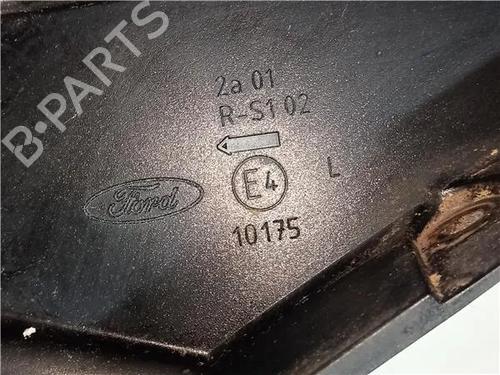 B-PARTS
2a 01
R-S1 02
E4
L
Ford
10175